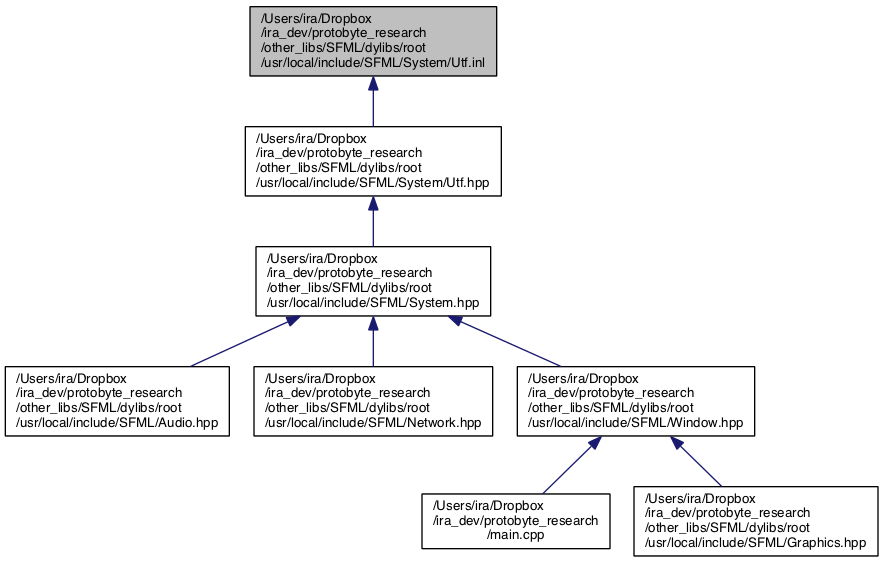 /Users/ira/Dropbox
/ira_dev/protobyte_research
/other_libs/SFML/dylibs/root
/usr/local/include/SFML/System/Utf.inl
/Users/ira/Dropbox
/ira_dev/protobyte_research
/other_libs/SFML/dylibs/root
/usr/local/include/SFML/System/Utf.hpp
/Users/ira/Dropbox
/ira_dev/protobyte_research
/other_libs/SFML/dylibs/root
/usr/local/include/SFML/System.hpp
/Users/ira/Dropbox
/ira_dev/protobyte_research
/other_libs/SFML/dylibs/root
/usr/local/include/SFML/Audio.hpp
/Users/ira/Dropbox
/ira_dev/protobyte_research
/other_libs/SFML/dylibs/root
/usr/local/include/SFML/Network.hpp
/Users/ira/Dropbox
/ira_dev/protobyte_research
/other_libs/SFML/dylibs/root
/usr/local/include/SFML/Window.hpp
/Users/ira/Dropbox
/ira_dev/protobyte_research
/main.cpp
/Users/ira/Dropbox
/ira_dev/protobyte_research
/other_libs/SFML/dylibs/root
/usr/local/include/SFML/Graphics.hpp